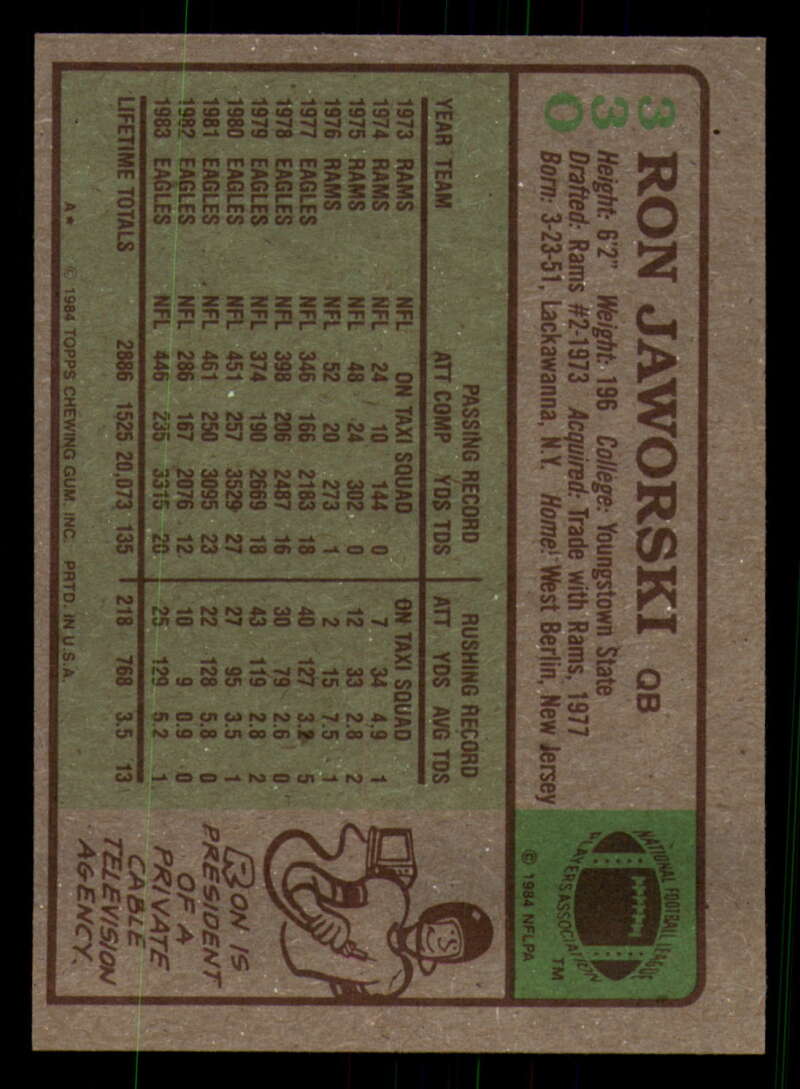 330
RON JAWORSKI QB
Height: 6'2" Weight: 196 College: Youngstown State
Drafted: Rams #2-1973 Acquired: Trade with Rams, 1977
Born: 3-23-51, Lackawanna, N.Y. Home: West Berlin, New Jersey
NATIONAL FOOTBALL LEAGUE
PLAYERS ASSOCIATION
TM
© 1984 NFLPA
PASSING RECORD RUSHING RECORD
YEAR TEAM ATT COMP YDS TDS ATT YDS AVG TDS
1973 RAMS NFL ON TAXI SQUAD ON TAXI SQUAD
1974 RAMS NFL 24 10 144 0 7 34 4.9 1
1975 RAMS NFL 48 24 302 0 12 33 2.8 2
1976 RAMS NFL 52 20 273 1 2 15 7.5 1
1977 EAGLES NFL 346 166 2183 18 40 127 3.2 5
1978 EAGLES NFL 398 206 2487 16 30 79 2.6 0
1979 EAGLES NFL 374 190 2669 18 43 119 2.8 2
1980 EAGLES NFL 451 257 3529 27 27 95 3.5 1
1981 EAGLES NFL 461 250 3095 23 22 128 5.8 0
1982 EAGLES NFL 286 167 2076 12 10 9 0.9 0
1983 EAGLES NFL 446 235 3315 20 25 129 5.2 1
LIFETIME TOTALS 2886 1525 20,073 135 218 768 3.5 13
A* © 1984 TOPPS CHEWING GUM, INC. PRTD. IN U.S.A.
RON IS
PRESIDENT
OF A
PRIVATE
CABLE
TELEVISION
AGENCY.